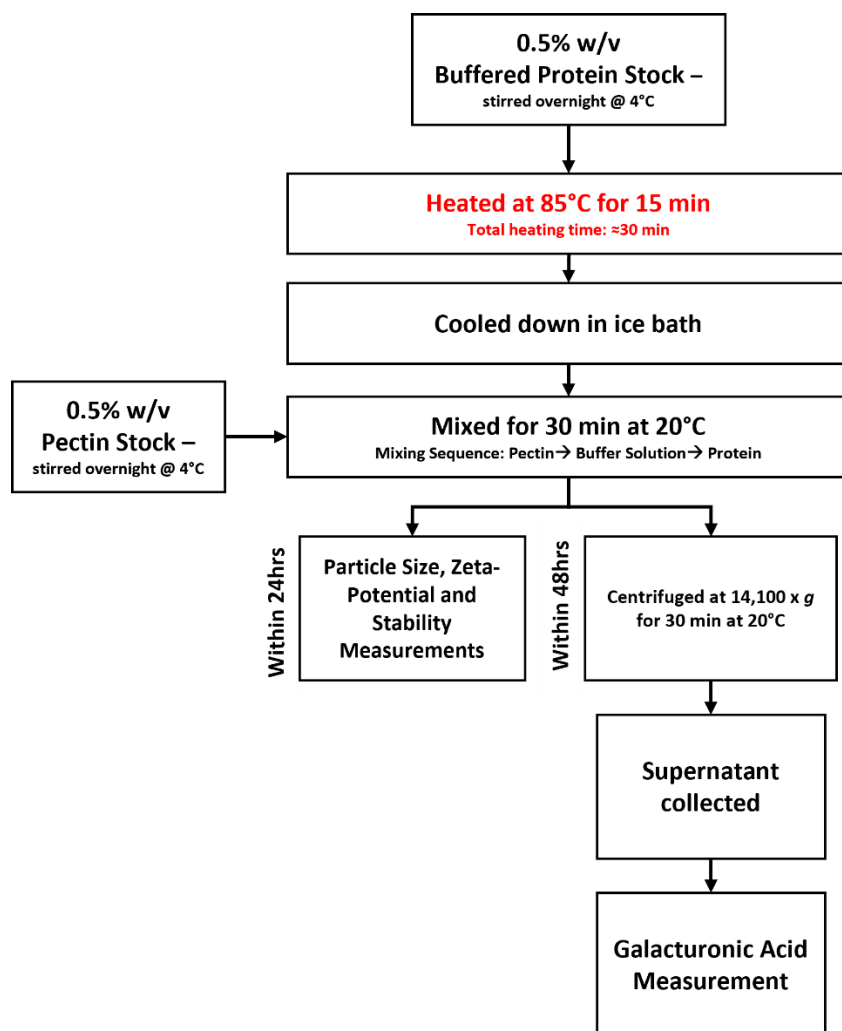 0.5% w/v
Buffered Protein Stock –
stirred overnight @ 4°C
Heated at 85°C for 15 min
Total heating time: ≈30 min
Cooled down in ice bath
0.5% w/v
Pectin Stock –
stirred overnight @ 4°C
Mixed for 30 min at 20°C
Mixing Sequence: Pectin→ Buffer Solution→ Protein
Within 24hrs
Particle Size, Zeta-
Potential and
Stability
Measurements
Within 48hrs
Centrifuged at 14,100 x g
for 30 min at 20°C
Supernatant
collected
Galacturonic Acid
Measurement